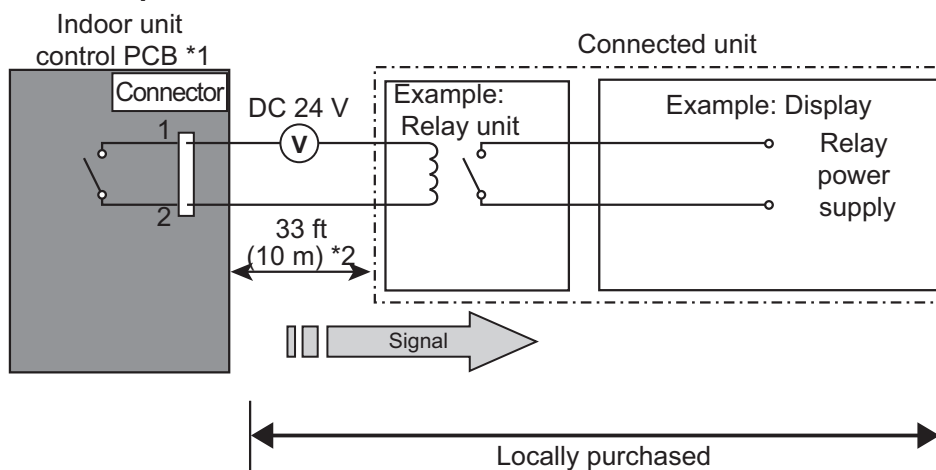 Indoor unit
control PCB *1
Connector
1
2
DC 24 V
V
33 ft
(10 m) *2
Connected unit
Example:
Relay unit
Example: Display
Relay
power
supply
Signal
Locally purchased